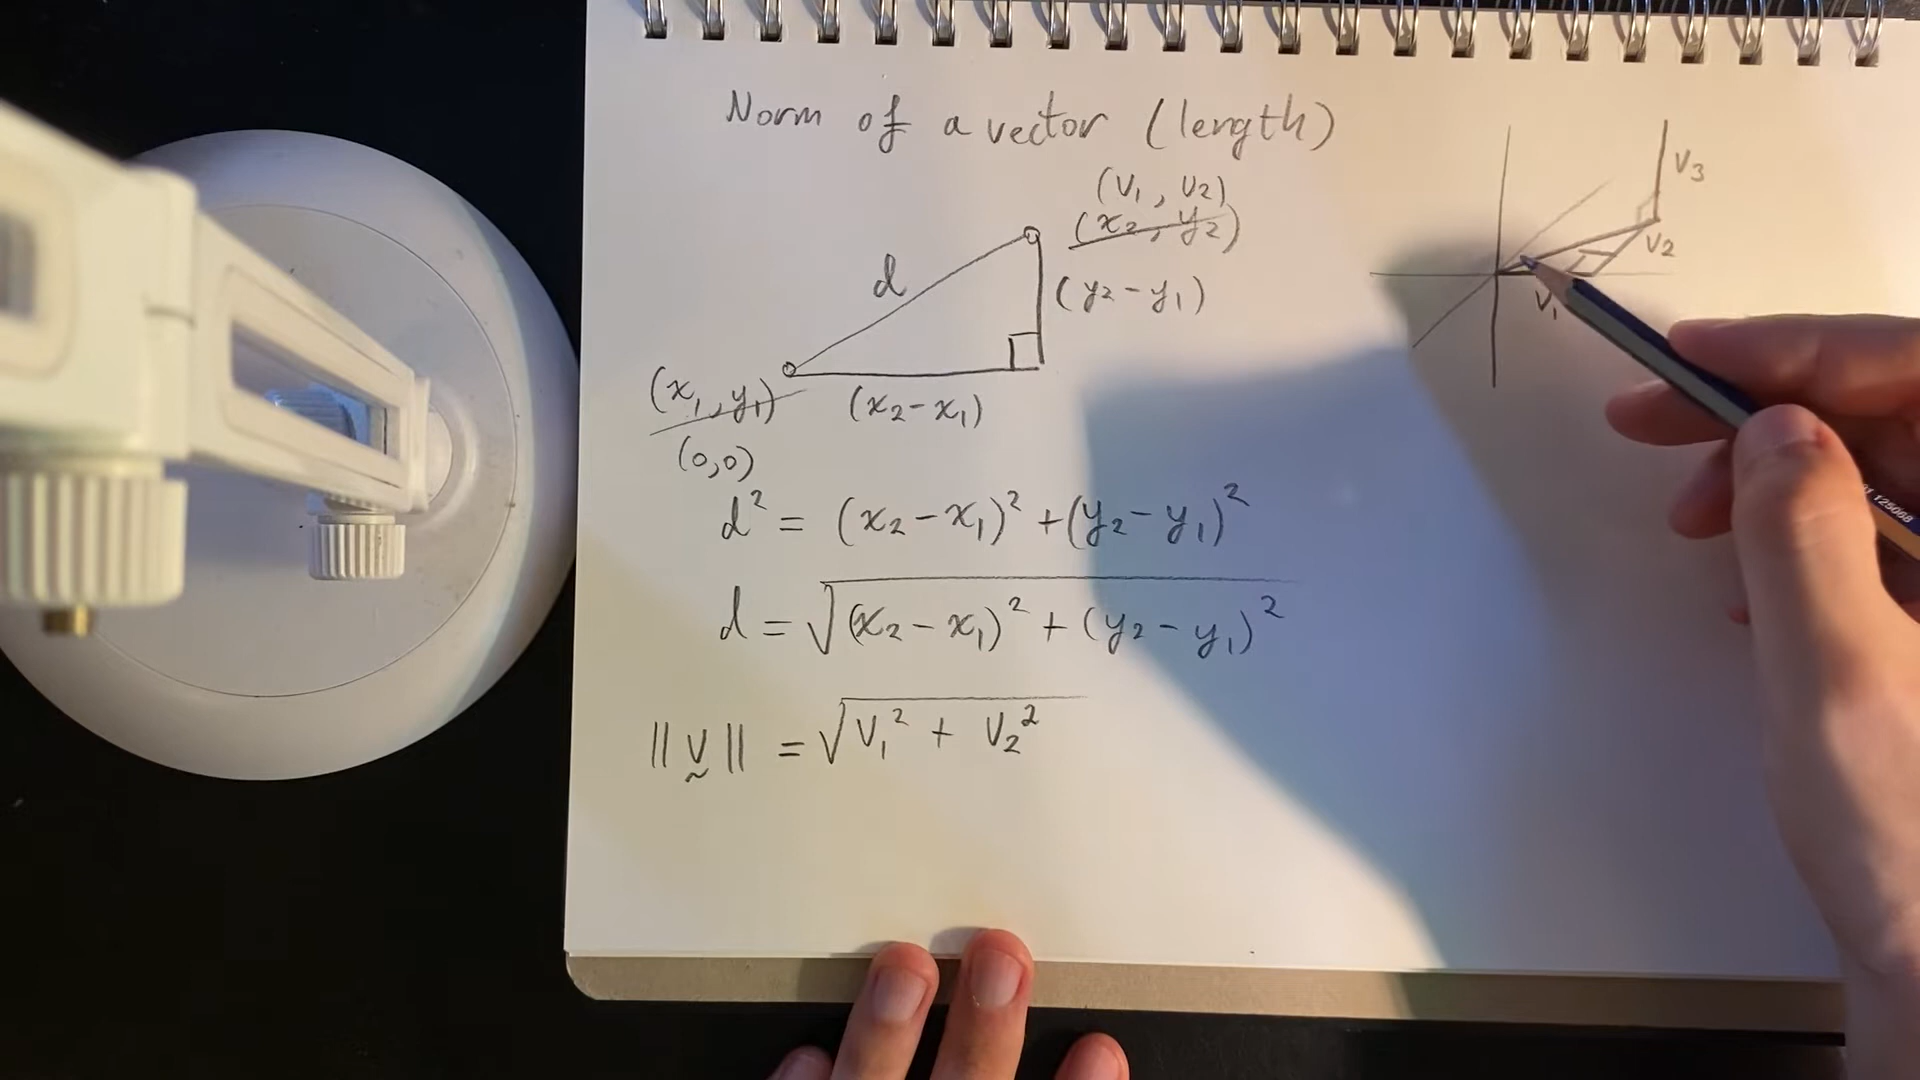 Norm of a vector (length)
(V₁, V₂)
(x₂, y₂)
d
(y₂-y₁)
(x₁, y₁)
(x₂-x₁)
(0,0)
d² = (x₂-x₁)² + (y₂-y₁)²
d = √(x₂-x₁)² + (y₂-y₁)²
||v|| = √V₁² + V₂²
V₃
V₂
V₁
125068